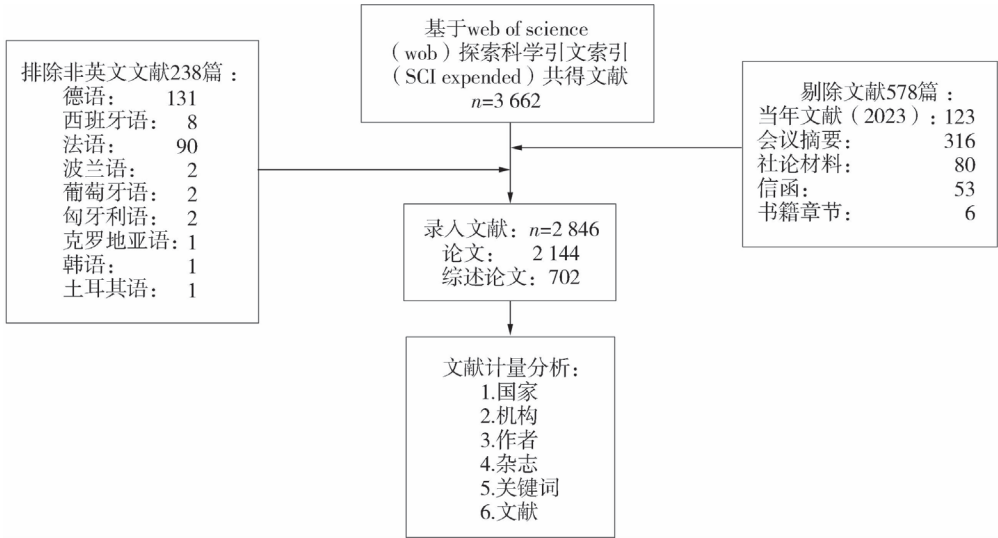 基于web of science
（wob）探索科学引文索引
（SCI expended）共得文献
n=3 662
排除非英文文献238篇：
德语： 131
西班牙语： 8
法语： 90
波兰语： 2
葡萄牙语： 2
匈牙利语： 2
克罗地亚语：1
韩语： 1
土耳其语： 1
剔除文献578篇：
当年文献（2023）：123
会议摘要： 316
社论材料： 80
信函： 53
书籍章节： 6
录入文献：n=2 846
论文： 2 144
综述论文：702
文献计量分析：
1.国家
2.机构
3.作者
4.杂志
5.关键词
6.文献